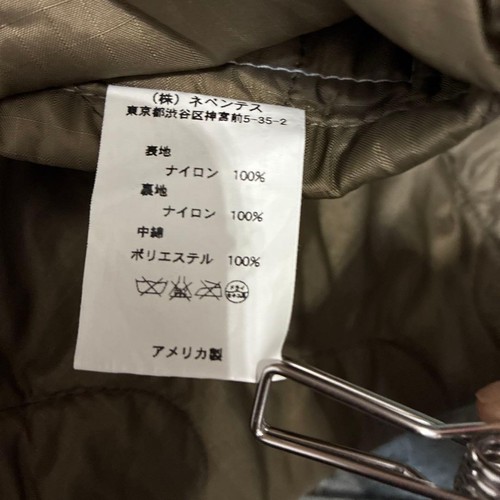 (株) ネペンテス
東京都渋谷区神宮前5-35-2
表地
ナイロン 100%
裏地
ナイロン 100%
中綿
ポリエステル 100%
アメリカ製